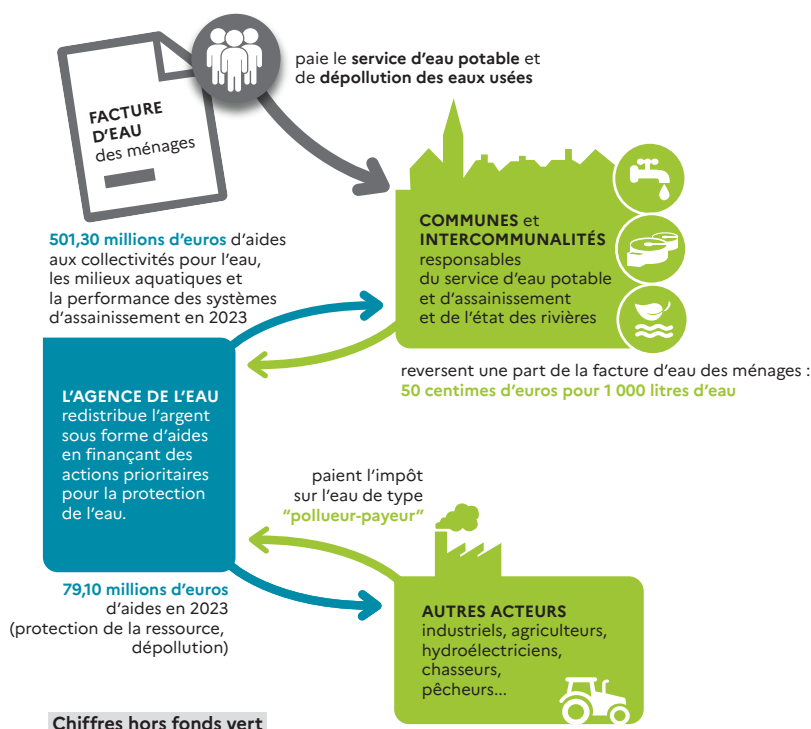 paie le service d'eau potable et
de dépollution des eaux usées
FACTURE
D'EAU
des ménages
COMMUNES et
INTERCOMMUNALITÉS
responsables
du service d'eau potable
et d'assainissement
et de l'état des rivières
501,30 millions d'euros d'aides
aux collectivités pour l'eau,
les milieux aquatiques et
la performance des systèmes
d'assainissement en 2023
reversent une part de la facture d'eau des ménages :
50 centimes d'euros pour 1 000 litres d'eau
L'AGENCE DE L'EAU
redistribue l'argent
sous forme d'aides
en finançant des
actions prioritaires
pour la protection
de l'eau.
paient l'impôt
sur l'eau de type
"pollueur-payeur"
79,10 millions d'euros
d'aides en 2023
(protection de la ressource,
dépollution)
AUTRES ACTEURS
industriels, agriculteurs,
hydroélectriciens,
chasseurs,
pêcheurs...
Chiffres hors fonds vert